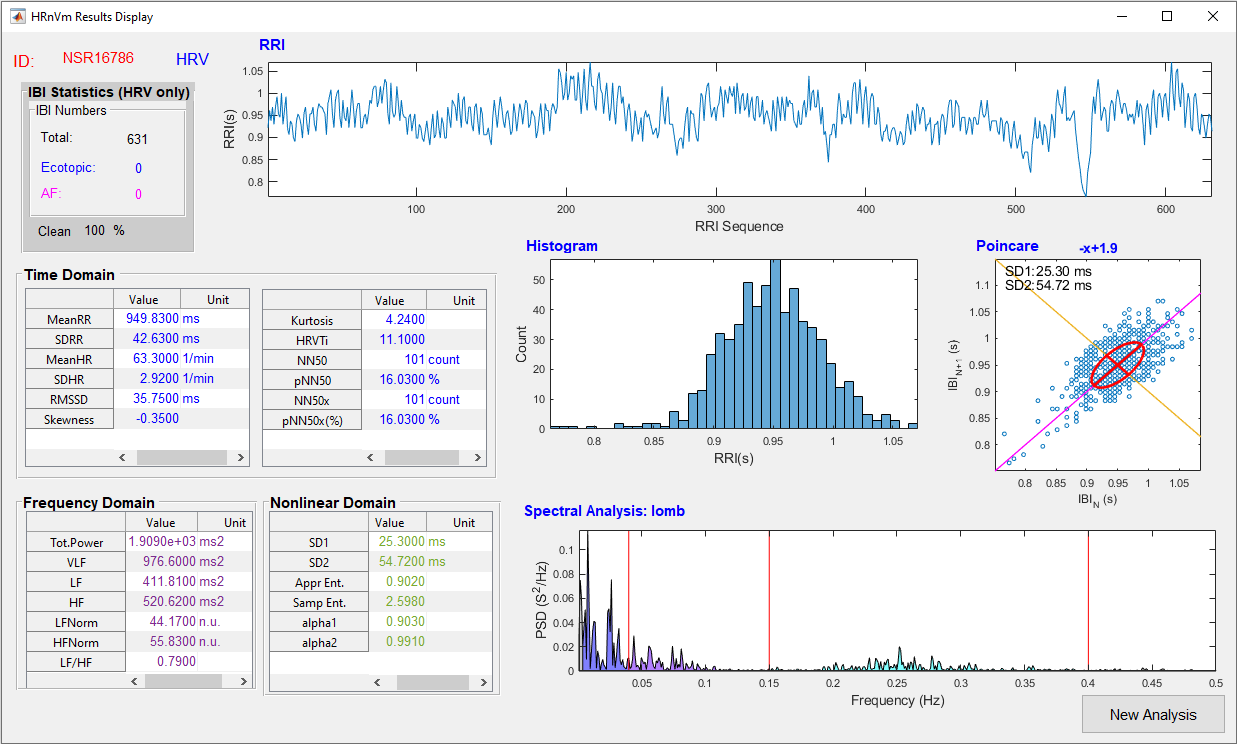 HRnVm Results Display
ID: NSR16786 HRV
IBI Statistics (HRV only)
IBI Numbers
Total: 631
Ecotopic: 0
AF: 0
Clean 100 %
RRI
RRI(s)
1.05
1
0.95
0.9
0.85
0.8
100 200 300 400 500 600
RRI Sequence
Time Domain
Value Unit
MeanRR 949.8300 ms
SDRR 42.6300 ms
MeanHR 63.3000 1/min
SDHR 2.9200 1/min
RMSSD 35.7500 ms
Skewness -0.3500
Value Unit
Kurtosis 4.2400
HRVTi 11.1000
NN50 101 count
pNN50 16.0300 %
NN50x 101 count
pNN50x(%) 16.0300 %
Histogram
Count
50
40
30
20
10
0
0.8 0.85 0.9 0.95 1 1.05
RRI(s)
Poincare -x+1.9
SD1:25.30 ms
SD2:54.72 ms
IBI N+1 (s)
1.1
1.05
1
0.95
0.9
0.85
0.8
0.8 0.85 0.9 0.95 1 1.05
IBI N (s)
Frequency Domain
Value Unit
Tot.Power 1.9090e+03 ms2
VLF 976.6000 ms2
LF 411.8100 ms2
HF 520.6200 ms2
LFNorm 44.1700 n.u.
HFNorm 55.8300 n.u.
LF/HF 0.7900
Nonlinear Domain
Value Unit
SD1 25.3000 ms
SD2 54.7200 ms
Appr Ent. 0.9020
Samp Ent. 2.5980
alpha1 0.9030
alpha2 0.9910
Spectral Analysis: lomb
PSD (S2/Hz)
0.1
0.08
0.06
0.04
0.02
0
0.05 0.1 0.15 0.2 0.25 0.3 0.35 0.4 0.45 0.5
Frequency (Hz)
New Analysis